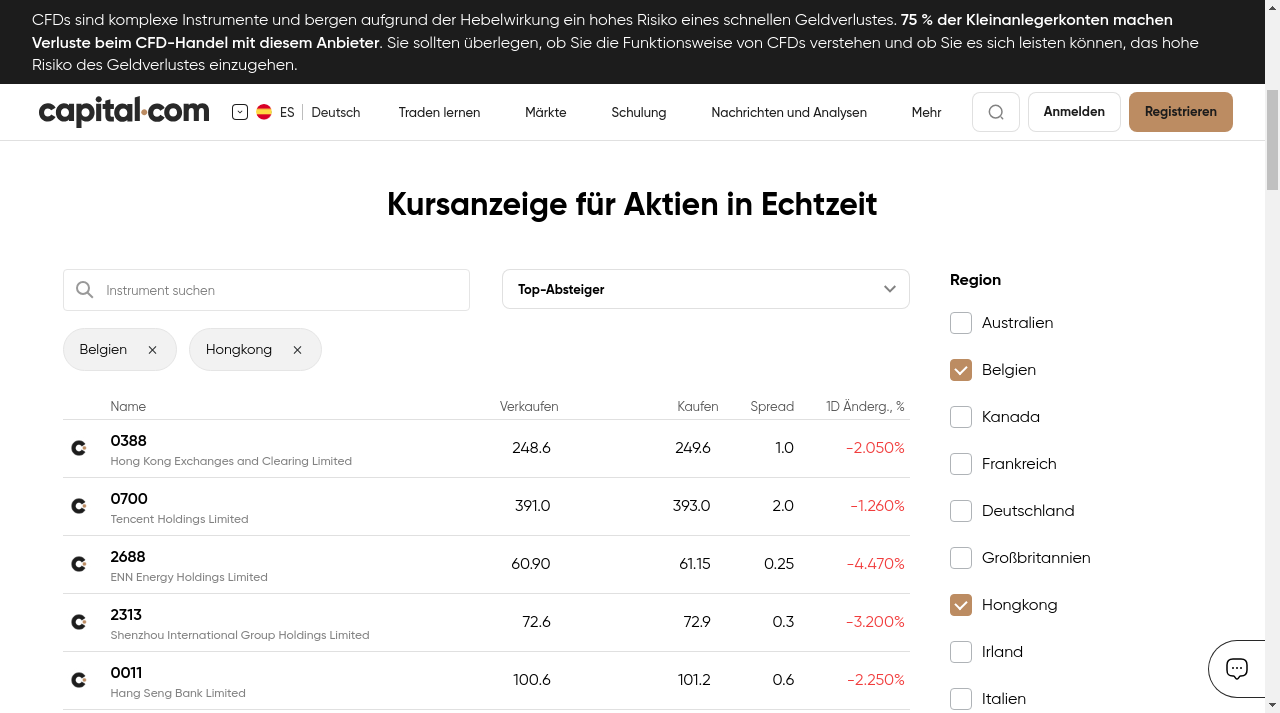 CFDs sind komplexe Instrumente und bergen aufgrund der Hebelwirkung ein hohes Risiko eines schnellen Geldverlustes. 75 % der Kleinanlegerkonten machen
Verluste beim CFD-Handel mit diesem Anbieter. Sie sollten überlegen, ob Sie die Funktionsweise von CFDs verstehen und ob Sie es sich leisten können, das hohe
Risiko des Geldverlustes einzugehen.
capital.com ES Deutsch Traden lernen Märkte Schulung Nachrichten und Analysen Mehr Anmelden Registrieren
Kursanzeige für Aktien in Echtzeit
Instrument suchen
Top-Absteiger
Belgien
Hongkong
Name Verkaufen Kaufen Spread 1D Änderg., %
0388 248.6 249.6 1.0 -2.050%
Hong Kong Exchanges and Clearing Limited
0700 391.0 393.0 2.0 -1.260%
Tencent Holdings Limited
2688 60.90 61.15 0.25 -4.470%
ENN Energy Holdings Limited
2313 72.6 72.9 0.3 -3.200%
Shenzhou International Group Holdings Limited
0011 100.6 101.2 0.6 -2.250%
Hang Seng Bank Limited
Region
Australien
Belgien
Kanada
Frankreich
Deutschland
Großbritannien
Hongkong
Irland
Italien